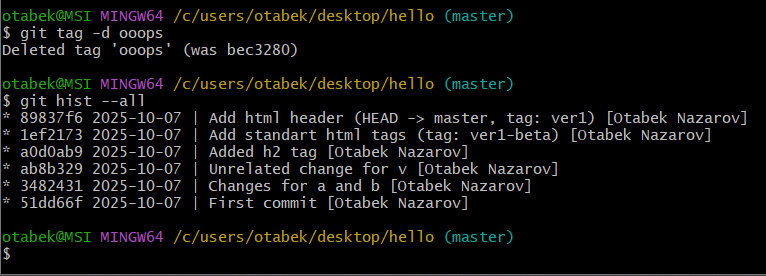 otabek@MSI MINGW64 /c/users/otabek/desktop/hello (master)
$ git tag -d ooops
Deleted tag 'ooops' (was bec3280)
otabek@MSI MINGW64 /c/users/otabek/desktop/hello (master)
$ git hist --all
* 89837f6 2025-10-07 | Add html header (HEAD -> master, tag: ver1) [Otabek Nazarov]
* 1ef2173 2025-10-07 | Add standart html tags (tag: ver1-beta) [Otabek Nazarov]
* a0d0ab9 2025-10-07 | Added h2 tag [Otabek Nazarov]
* ab8b329 2025-10-07 | Unrelated change for v [Otabek Nazarov]
* 3482431 2025-10-07 | Changes for a and b [Otabek Nazarov]
* 51dd66f 2025-10-07 | First commit [Otabek Nazarov]
otabek@MSI MINGW64 /c/users/otabek/desktop/hello (master)
$